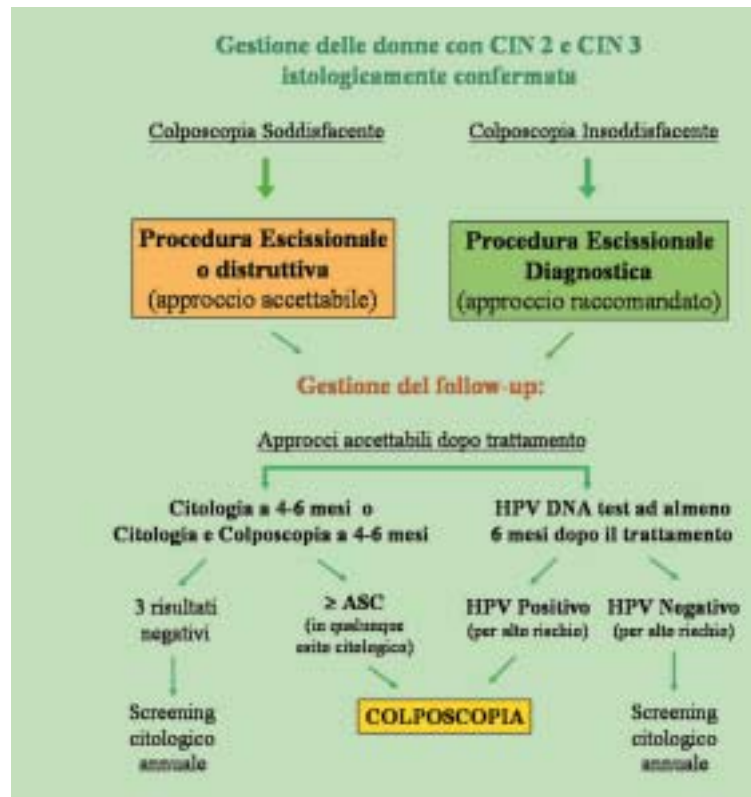 Gestione delle donne con CIN 2 e CIN 3
istologicamente confermata
Colposcopia Soddisfacente
Colposcopia Insoddisfacente
Procedura Escissionale
o distruttiva
(approccio accettabile)
Procedura Escissionale
Diagnostica
(approccio raccomandato)
Gestione del follow-up:
Approcci accettabili dopo trattamento
Citologia a 4-6 mesi o
Citologia e Colposcopia a 4-6 mesi
HPV DNA test ad almeno
6 mesi dopo il trattamento
3 risultati
negativi
≥ ASC
(in qualunque
esito citologico)
HPV Positivo
(per alto rischio)
HPV Negativo
(per alto rischio)
COLPOSCOPIA
Screening
citologico
annuale
Screening
citologico
annuale